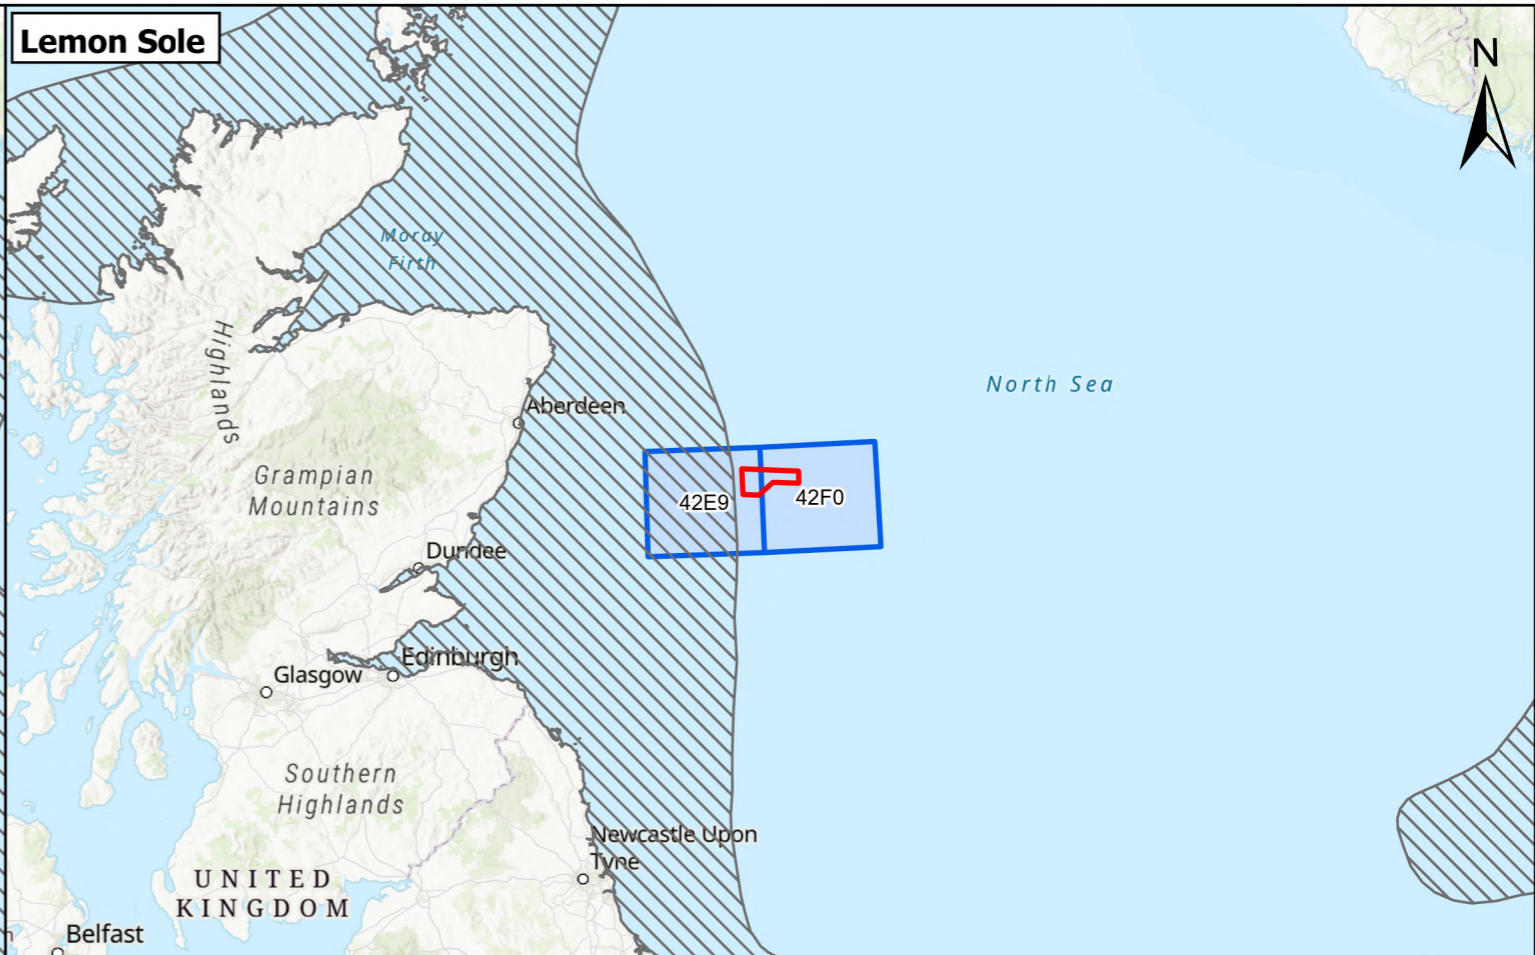 Lemon Sole
N
Moray
Firth
Highlands
North Sea
Aberdeen
Grampian
Mountains
42E9
42F0
Dundee
Edinburgh
Glasgow
Southern
Highlands
Newcastle Upon
Tyne
UNITED
KINGDOM
Belfast